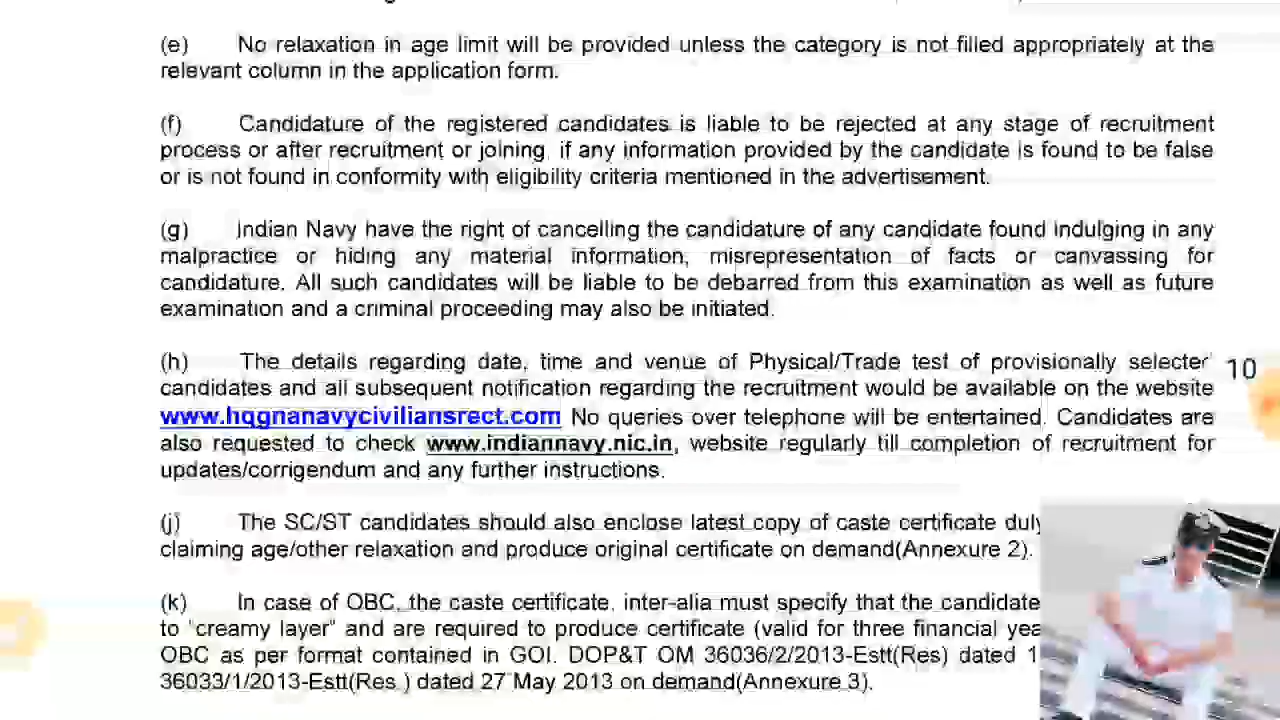 (e) No relaxation in age limit will be provided unless the category is not filled appropriately at the
relevant column in the application form.
(f) Candidature of the registered candidates is liable to be rejected at any stage of recruitment
process or after recruitment or joining, if any information provided by the candidate is found to be false
or is not found in conformity with eligibility criteria mentioned in the advertisement.
(g) Indian Navy have the right of cancelling the candidature of any candidate found indulging in any
malpractice or hiding any material information, misrepresentation of facts or canvassing for
candidature. All such candidates will be liable to be debarred from this examination as well as future
examination and a criminal proceeding may also be initiated.
(h) The details regarding date, time and venue of Physical/Trade test of provisionally selecter
10
candidates and all subsequent notification regarding the recruitment would be available on the website
www.hqgnanavyciviliansrect.com No queries over telephone will be entertained. Candidates are
also requested to check www.indiannavy.nic.in, website regularly till completion of recruitment for
updates/corrigendum and any further instructions.
(j) The SC/ST candidates should also enclose latest copy of caste certificate duly
claiming age/other relaxation and produce original certificate on demand(Annexure 2).
(k) In case of OBC, the caste certificate, inter-alia must specify that the candidate
to "creamy layer" and are required to produce certificate (valid for three financial yea
OBC as per format contained in GOI. DOP&T OM 36036/2/2013-Estt(Res) dated 1
36033/1/2013-Estt(Res.) dated 27 May 2013 on demand(Annexure 3).